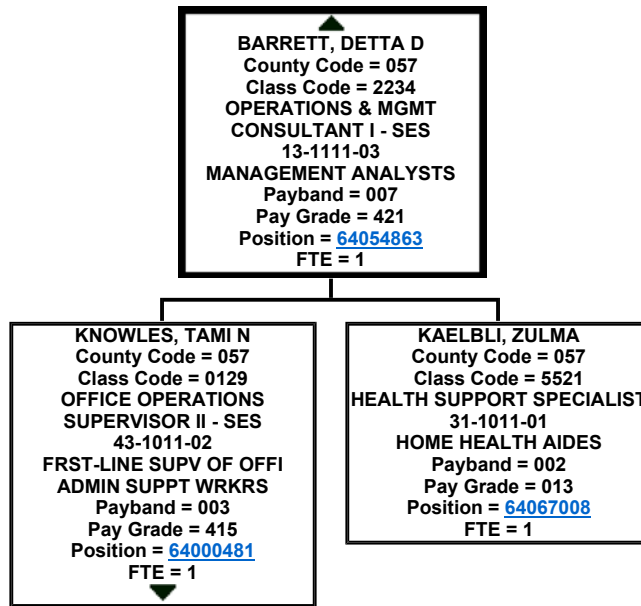 BARRETT, DETTA D
County Code = 057
Class Code = 2234
OPERATIONS & MGMT
CONSULTANT I - SES
13-1111-03
MANAGEMENT ANALYSTS
Payband = 007
Pay Grade = 421
Position = 64054863
FTE = 1
KNOWLES, TAMI N
County Code = 057
Class Code = 0129
OFFICE OPERATIONS
SUPERVISOR II - SES
43-1011-02
FRST-LINE SUPV OF OFFI
ADMIN SUPPT WRKRS
Payband = 003
Pay Grade = 415
Position = 64000481
FTE = 1
KAELBLI, ZULMA
County Code = 057
Class Code = 5521
HEALTH SUPPORT SPECIALIST
31-1011-01
HOME HEALTH AIDES
Payband = 002
Pay Grade = 013
Position = 64067008
FTE = 1